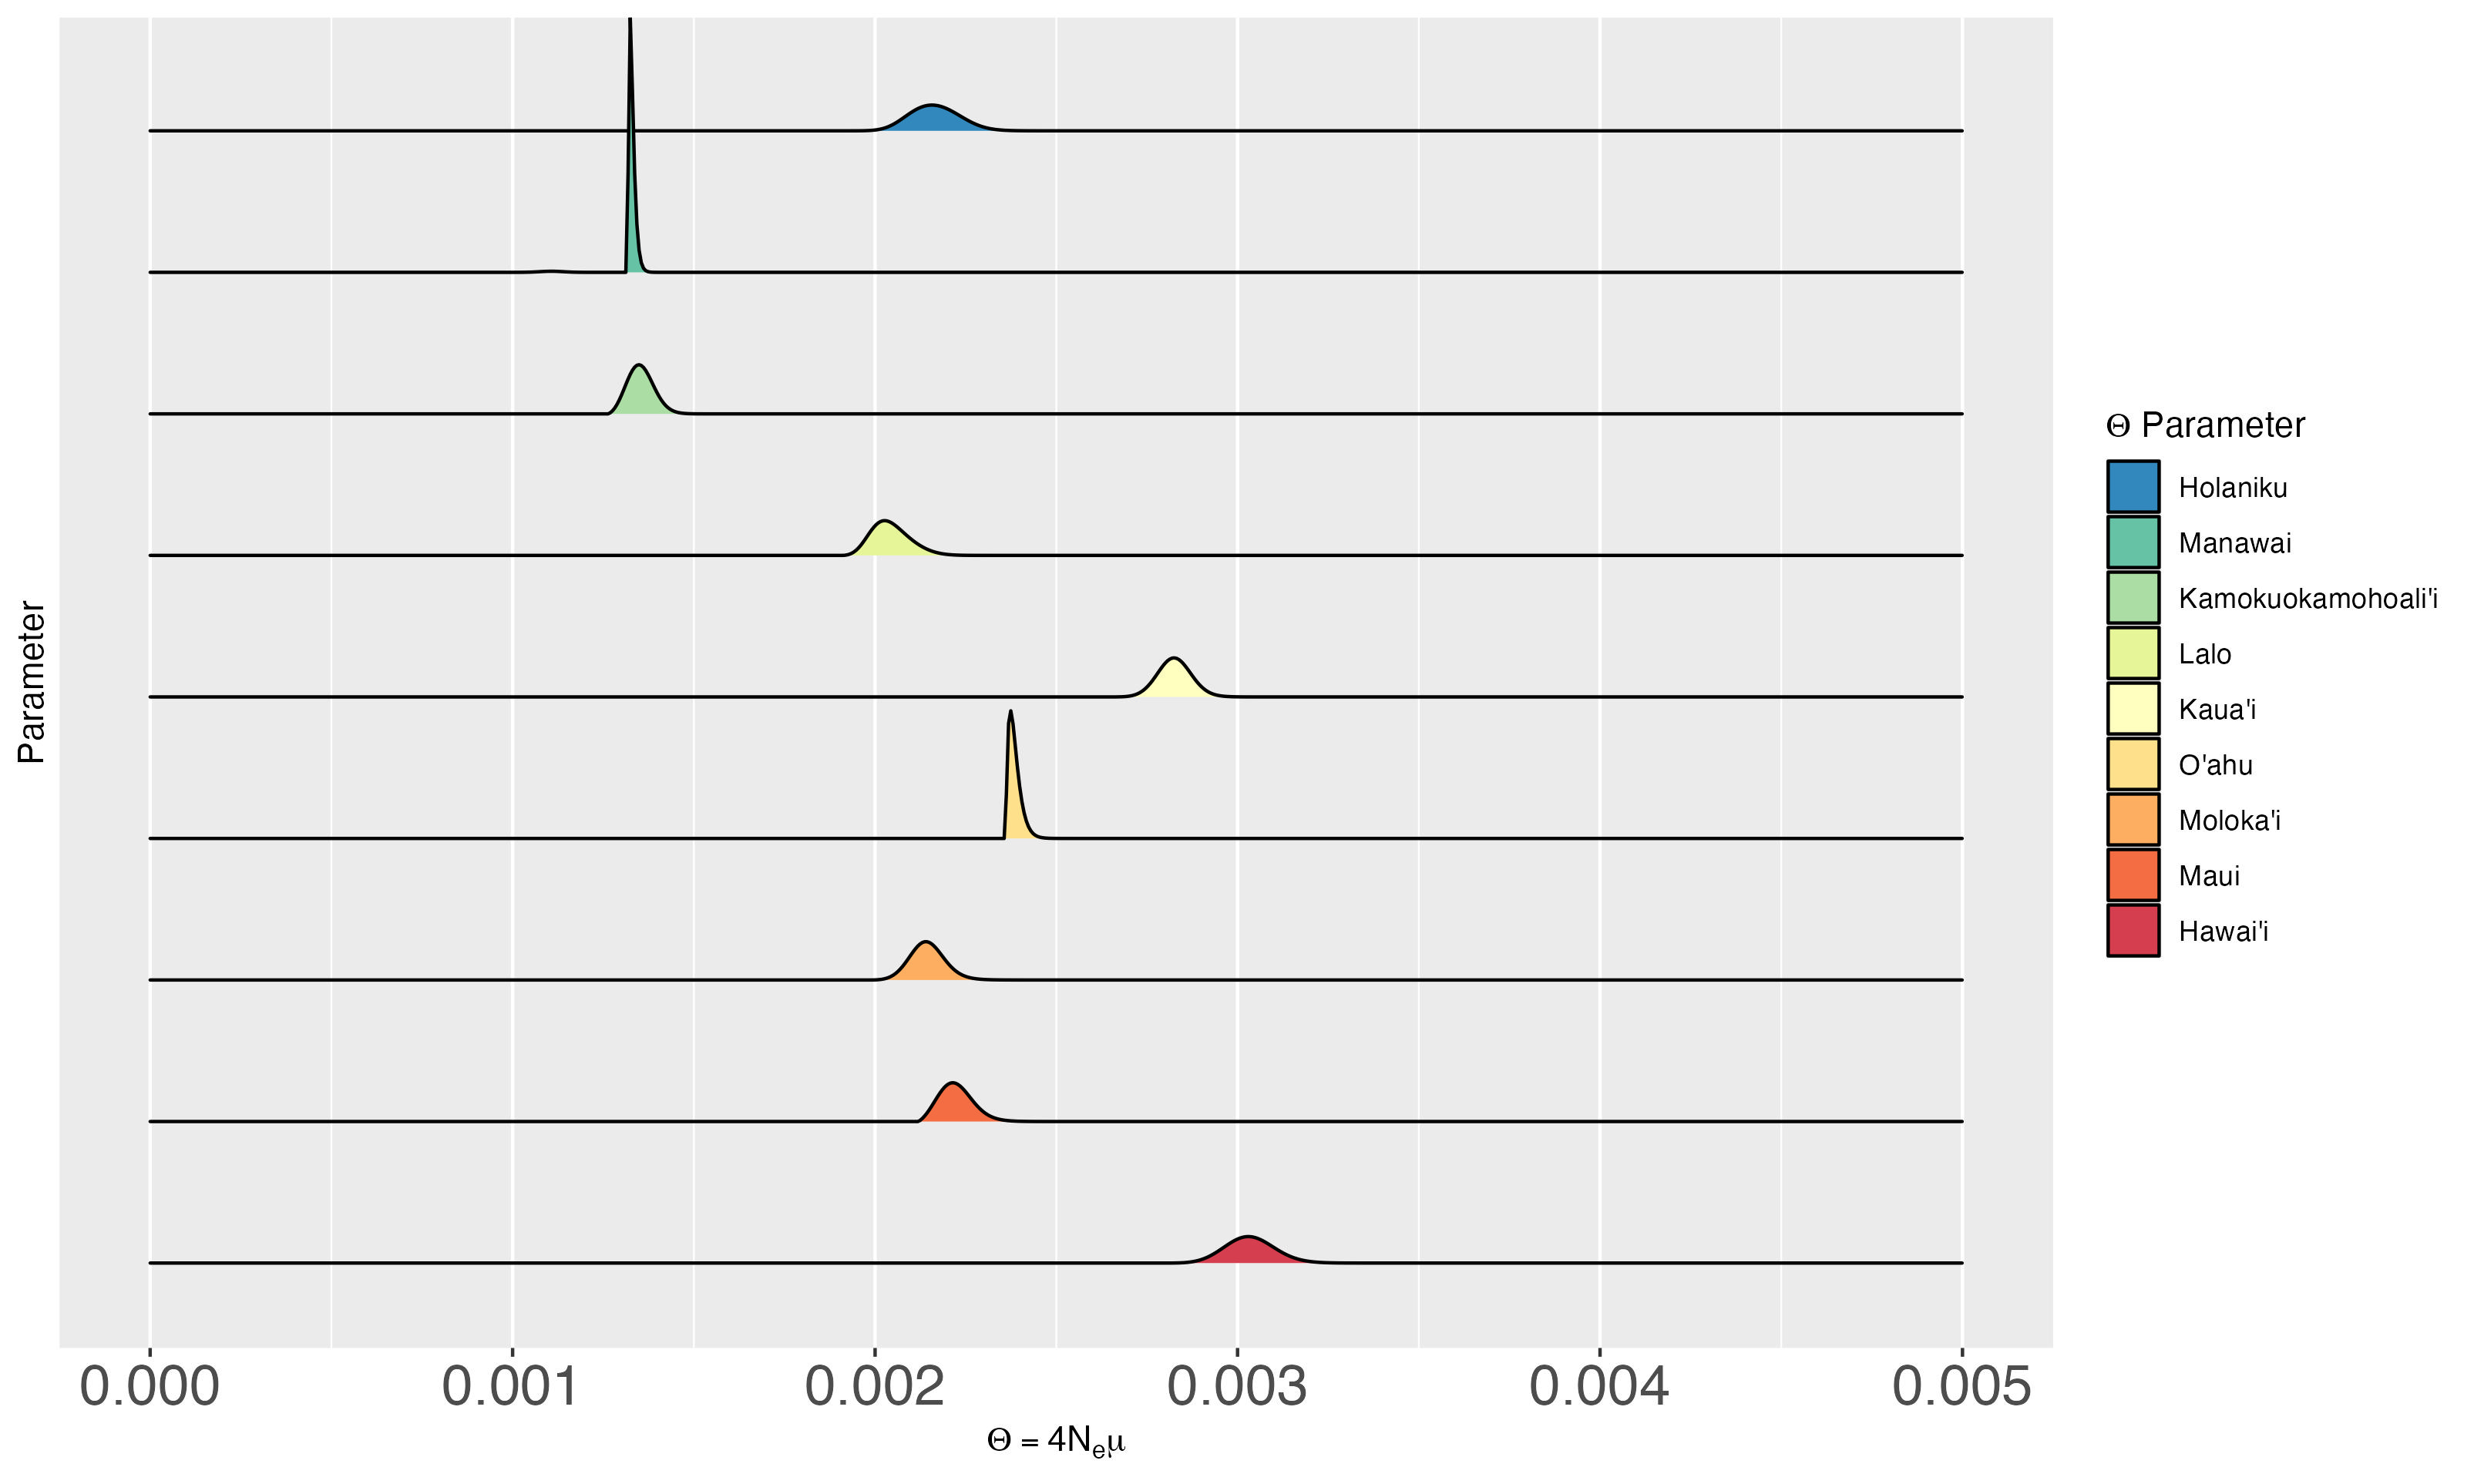 Parameter
0.000 0.001 0.002 0.003 0.004 0.005
Θ = 4Neμ
Θ Parameter
Holaniku
Manawai
Kamokuokamohoali'i
Lalo
Kaua'i
O'ahu
Moloka'i
Maui
Hawai'i